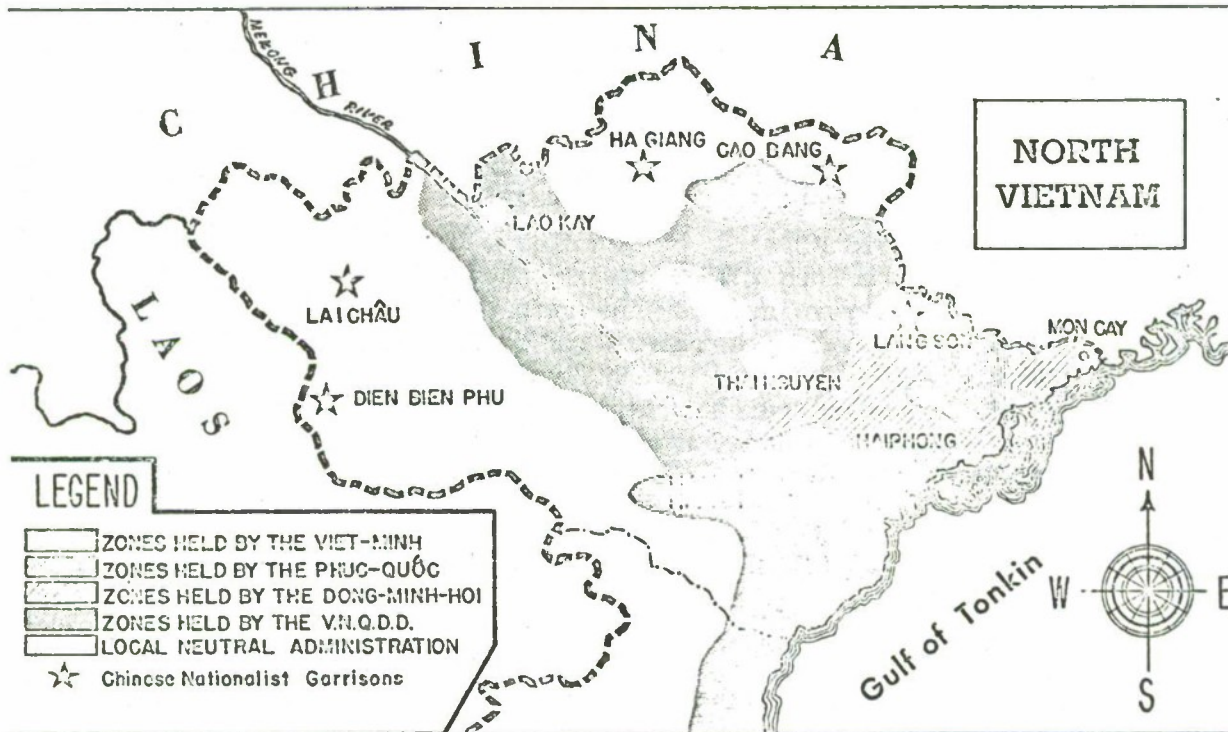 C H I N A
MEKONG RIVER
HA GIANG
CAO BANG
NORTH
VIETNAM
LAO KAY
LAI CHÂU
LAOS
LANG SON
MON CAY
DIEN BIEN PHU
THAI NGUYEN
HAIPHONG
LEGEND
ZONES HELD BY THE VIET-MINH
ZONES HELD BY THE PHUC-QUỐC
ZONES HELD BY THE DONG-MINH-HOI
ZONES HELD BY THE V.N.Q.D.D.
LOCAL NEUTRAL ADMINISTRATION
Chinese Nationalist Garrisons
Gulf of Tonkin
N
W E
S